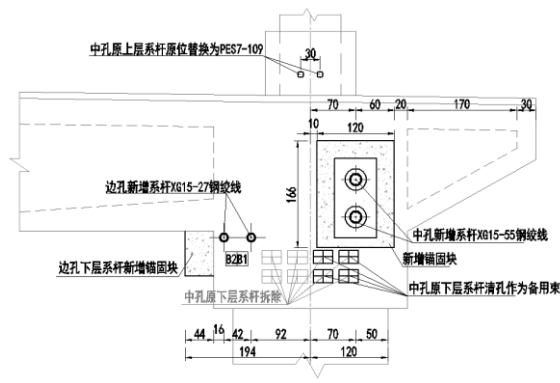 中孔原上层系杆原位替换为PES7-109
30
70 60 20 170 30
10 120
166
边孔新增系杆XG15-27钢绞线
中孔新增系杆XG15-55钢绞线
新增锚固块
边孔下层系杆新增锚固块
B2B1
中孔原下层系杆拆除
中孔原下层系杆清孔作为备用束
44 16 42 92 70 50
194 120